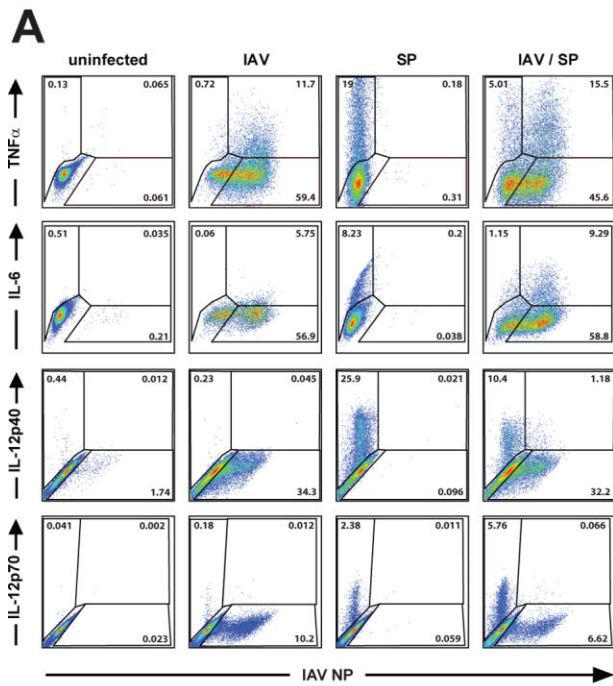 A
uninfected IAV SP IAV / SP
TNFα
0.13 0.065 0.72 11.7 19 0.18 5.01 15.5
0.061 59.4 0.31 45.6
IL-6
0.51 0.035 0.06 5.75 8.23 0.2 1.15 9.29
0.21 56.9 0.038 58.8
IL-12p40
0.44 0.012 0.23 0.045 25.9 0.021 10.4 1.18
1.74 34.3 0.096 32.2
IL-12p70
0.041 0.002 0.18 0.012 2.38 0.011 5.76 0.066
0.023 10.2 0.059 6.62
IAV NP